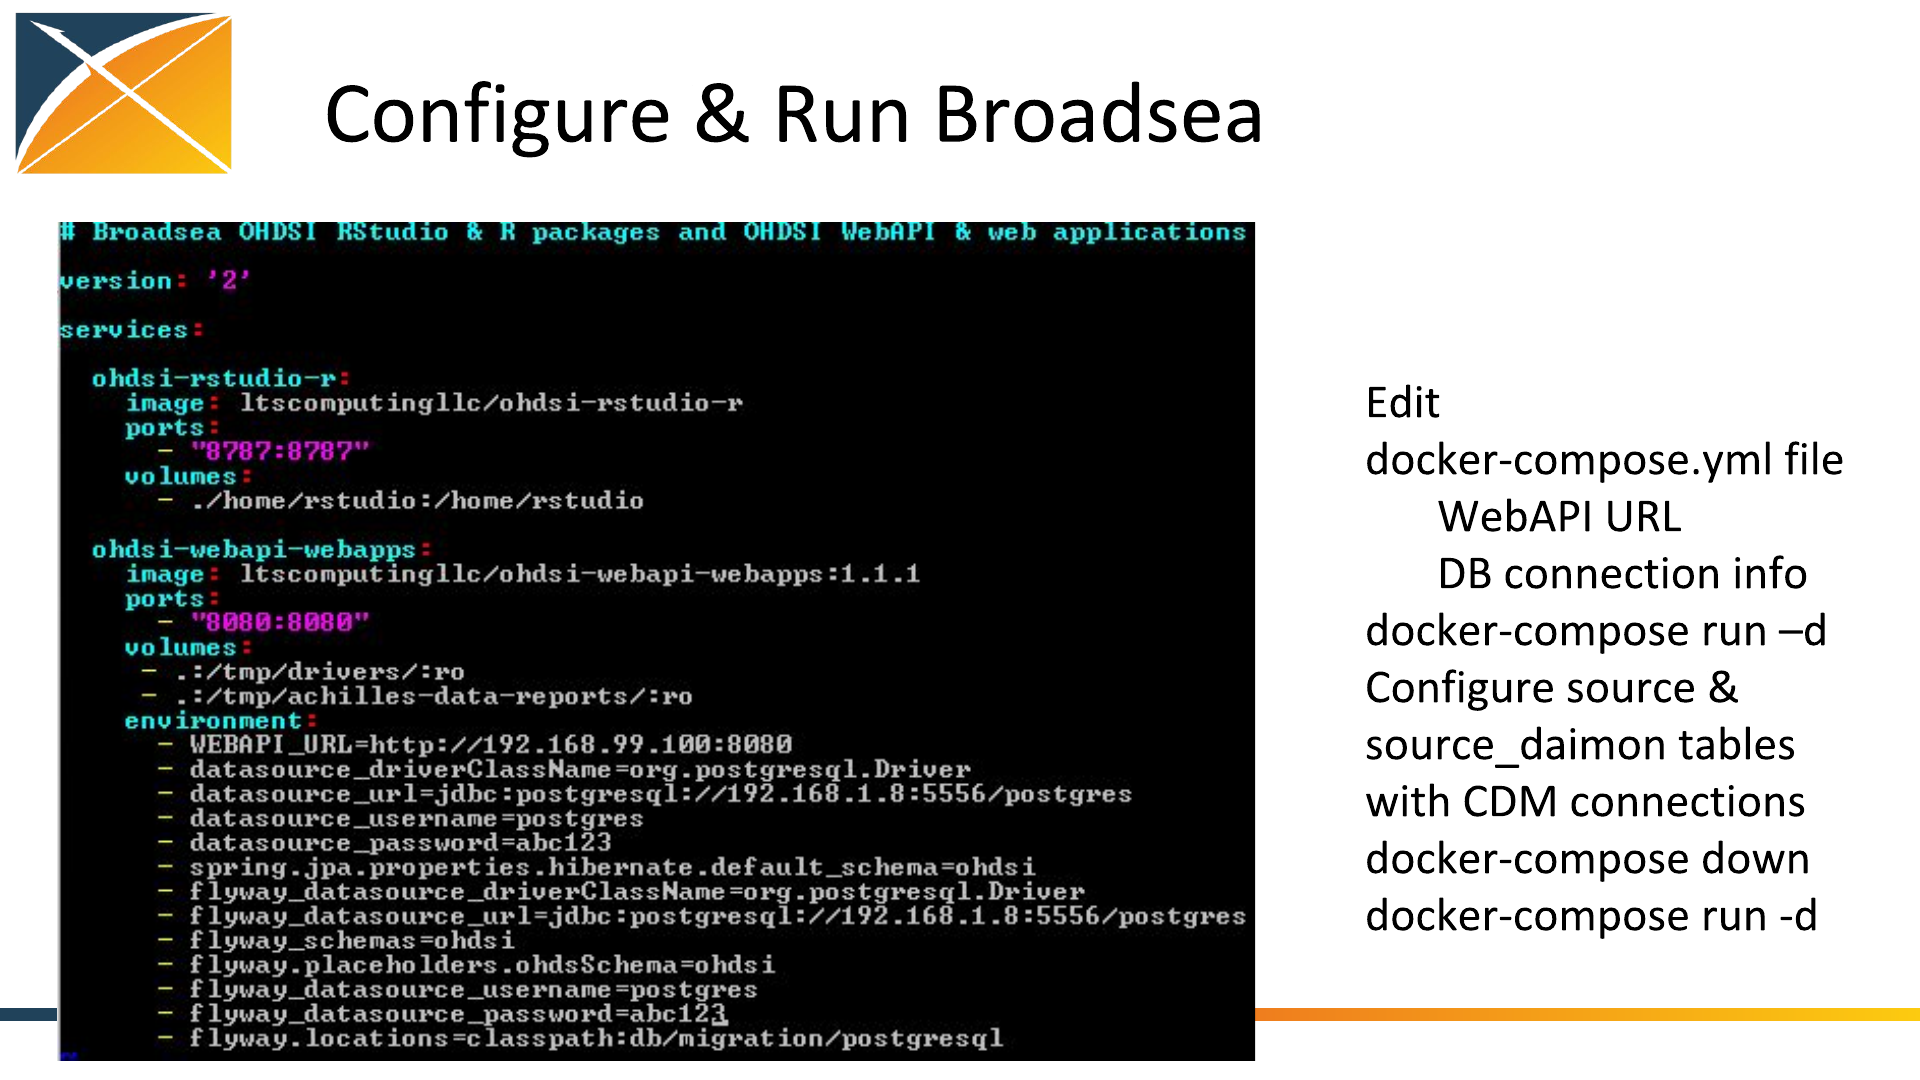 Configure & Run Broadsea
# Broadsea OHDSI RStudio & R packages and OHDSI WebAPI & web applications
version: '2'
services:
ohdsi-rstudio-r:
image: ltscomputingllc/ohdsi-rstudio-r
ports:
- "8787:8787"
volumes:
- ./home/rstudio:/home/rstudio
ohdsi-webapi-webapps:
image: ltscomputingllc/ohdsi-webapi-webapps:1.1.1
ports:
- "8080:8080"
volumes:
- .:/tmp/drivers/:ro
- .:/tmp/achilles-data-reports/:ro
environment:
- WEBAPI_URL=http://192.168.99.100:8080
- datasource_driverClassName=org.postgresql.Driver
- datasource_url=jdbc:postgresql://192.168.1.8:5556/postgres
- datasource_username=postgres
- datasource_password=abc123
- spring.jpa.properties.hibernate.default_schema=ohdsi
- flyway_datasource_driverClassName=org.postgresql.Driver
- flyway_datasource_url=jdbc:postgresql://192.168.1.8:5556/postgres
- flyway_schemas=ohdsi
- flyway.placeholders.ohdsSchema=ohdsi
- flyway_datasource_username=postgres
- flyway_datasource_password=abc123
- flyway.locations=classpath:db/migration/postgresql
~
Edit
docker-compose.yml file
WebAPI URL
DB connection info
docker-compose run –d
Configure source &
source_daimon tables
with CDM connections
docker-compose down
docker-compose run -d